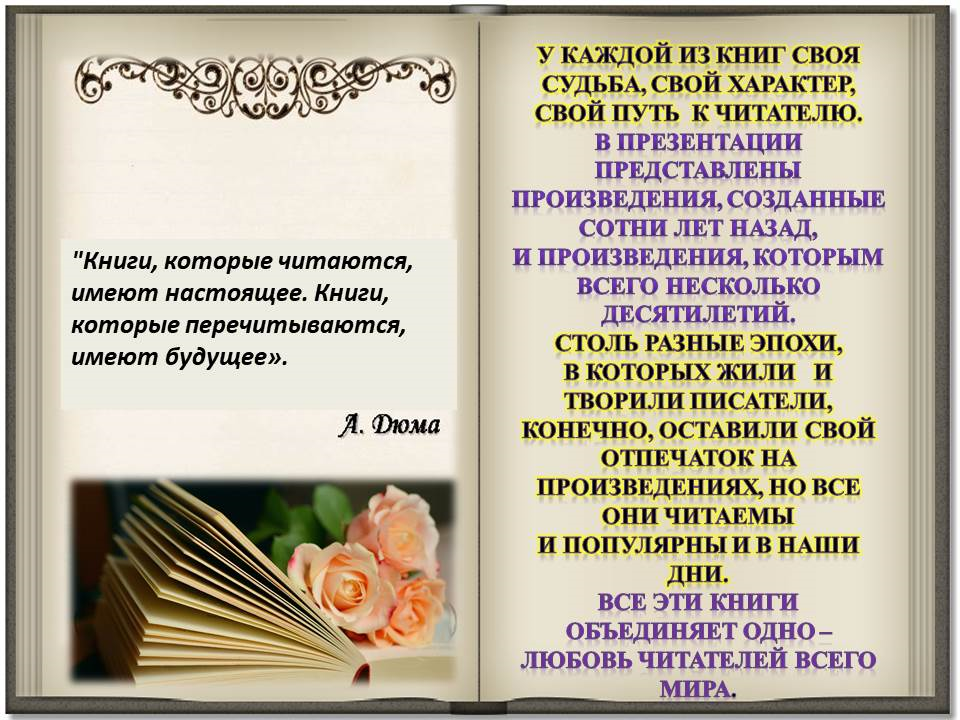 "Книги, которые читаются,
имеют настоящее. Книги,
которые перечитываются,
имеют будущее».
А. Дюма
У КАЖДОЙ ИЗ КНИГ СВОЯ
СУДЬБА, СВОЙ ХАРАКТЕР,
СВОЙ ПУТЬ К ЧИТАТЕЛЮ.
В ПРЕЗЕНТАЦИИ
ПРЕДСТАВЛЕНЫ
ПРОИЗВЕДЕНИЯ, СОЗДАННЫЕ
СОТНИ ЛЕТ НАЗАД,
И ПРОИЗВЕДЕНИЯ, КОТОРЫМ
ВСЕГО НЕСКОЛЬКО
ДЕСЯТИЛЕТИЙ.
СТОЛЬ РАЗНЫЕ ЭПОХИ,
В КОТОРЫХ ЖИЛИ И
ТВОРИЛИ ПИСАТЕЛИ,
КОНЕЧНО, ОСТАВИЛИ СВОЙ
ОТПЕЧАТОК НА
ПРОИЗВЕДЕНИЯХ, НО ВСЕ
ОНИ ЧИТАЕМЫ
И ПОПУЛЯРНЫ И В НАШИ
ДНИ.
ВСЕ ЭТИ КНИГИ
ОБЪЕДИНЯЕТ ОДНО –
ЛЮБОВЬ ЧИТАТЕЛЕЙ ВСЕГО
МИРА.